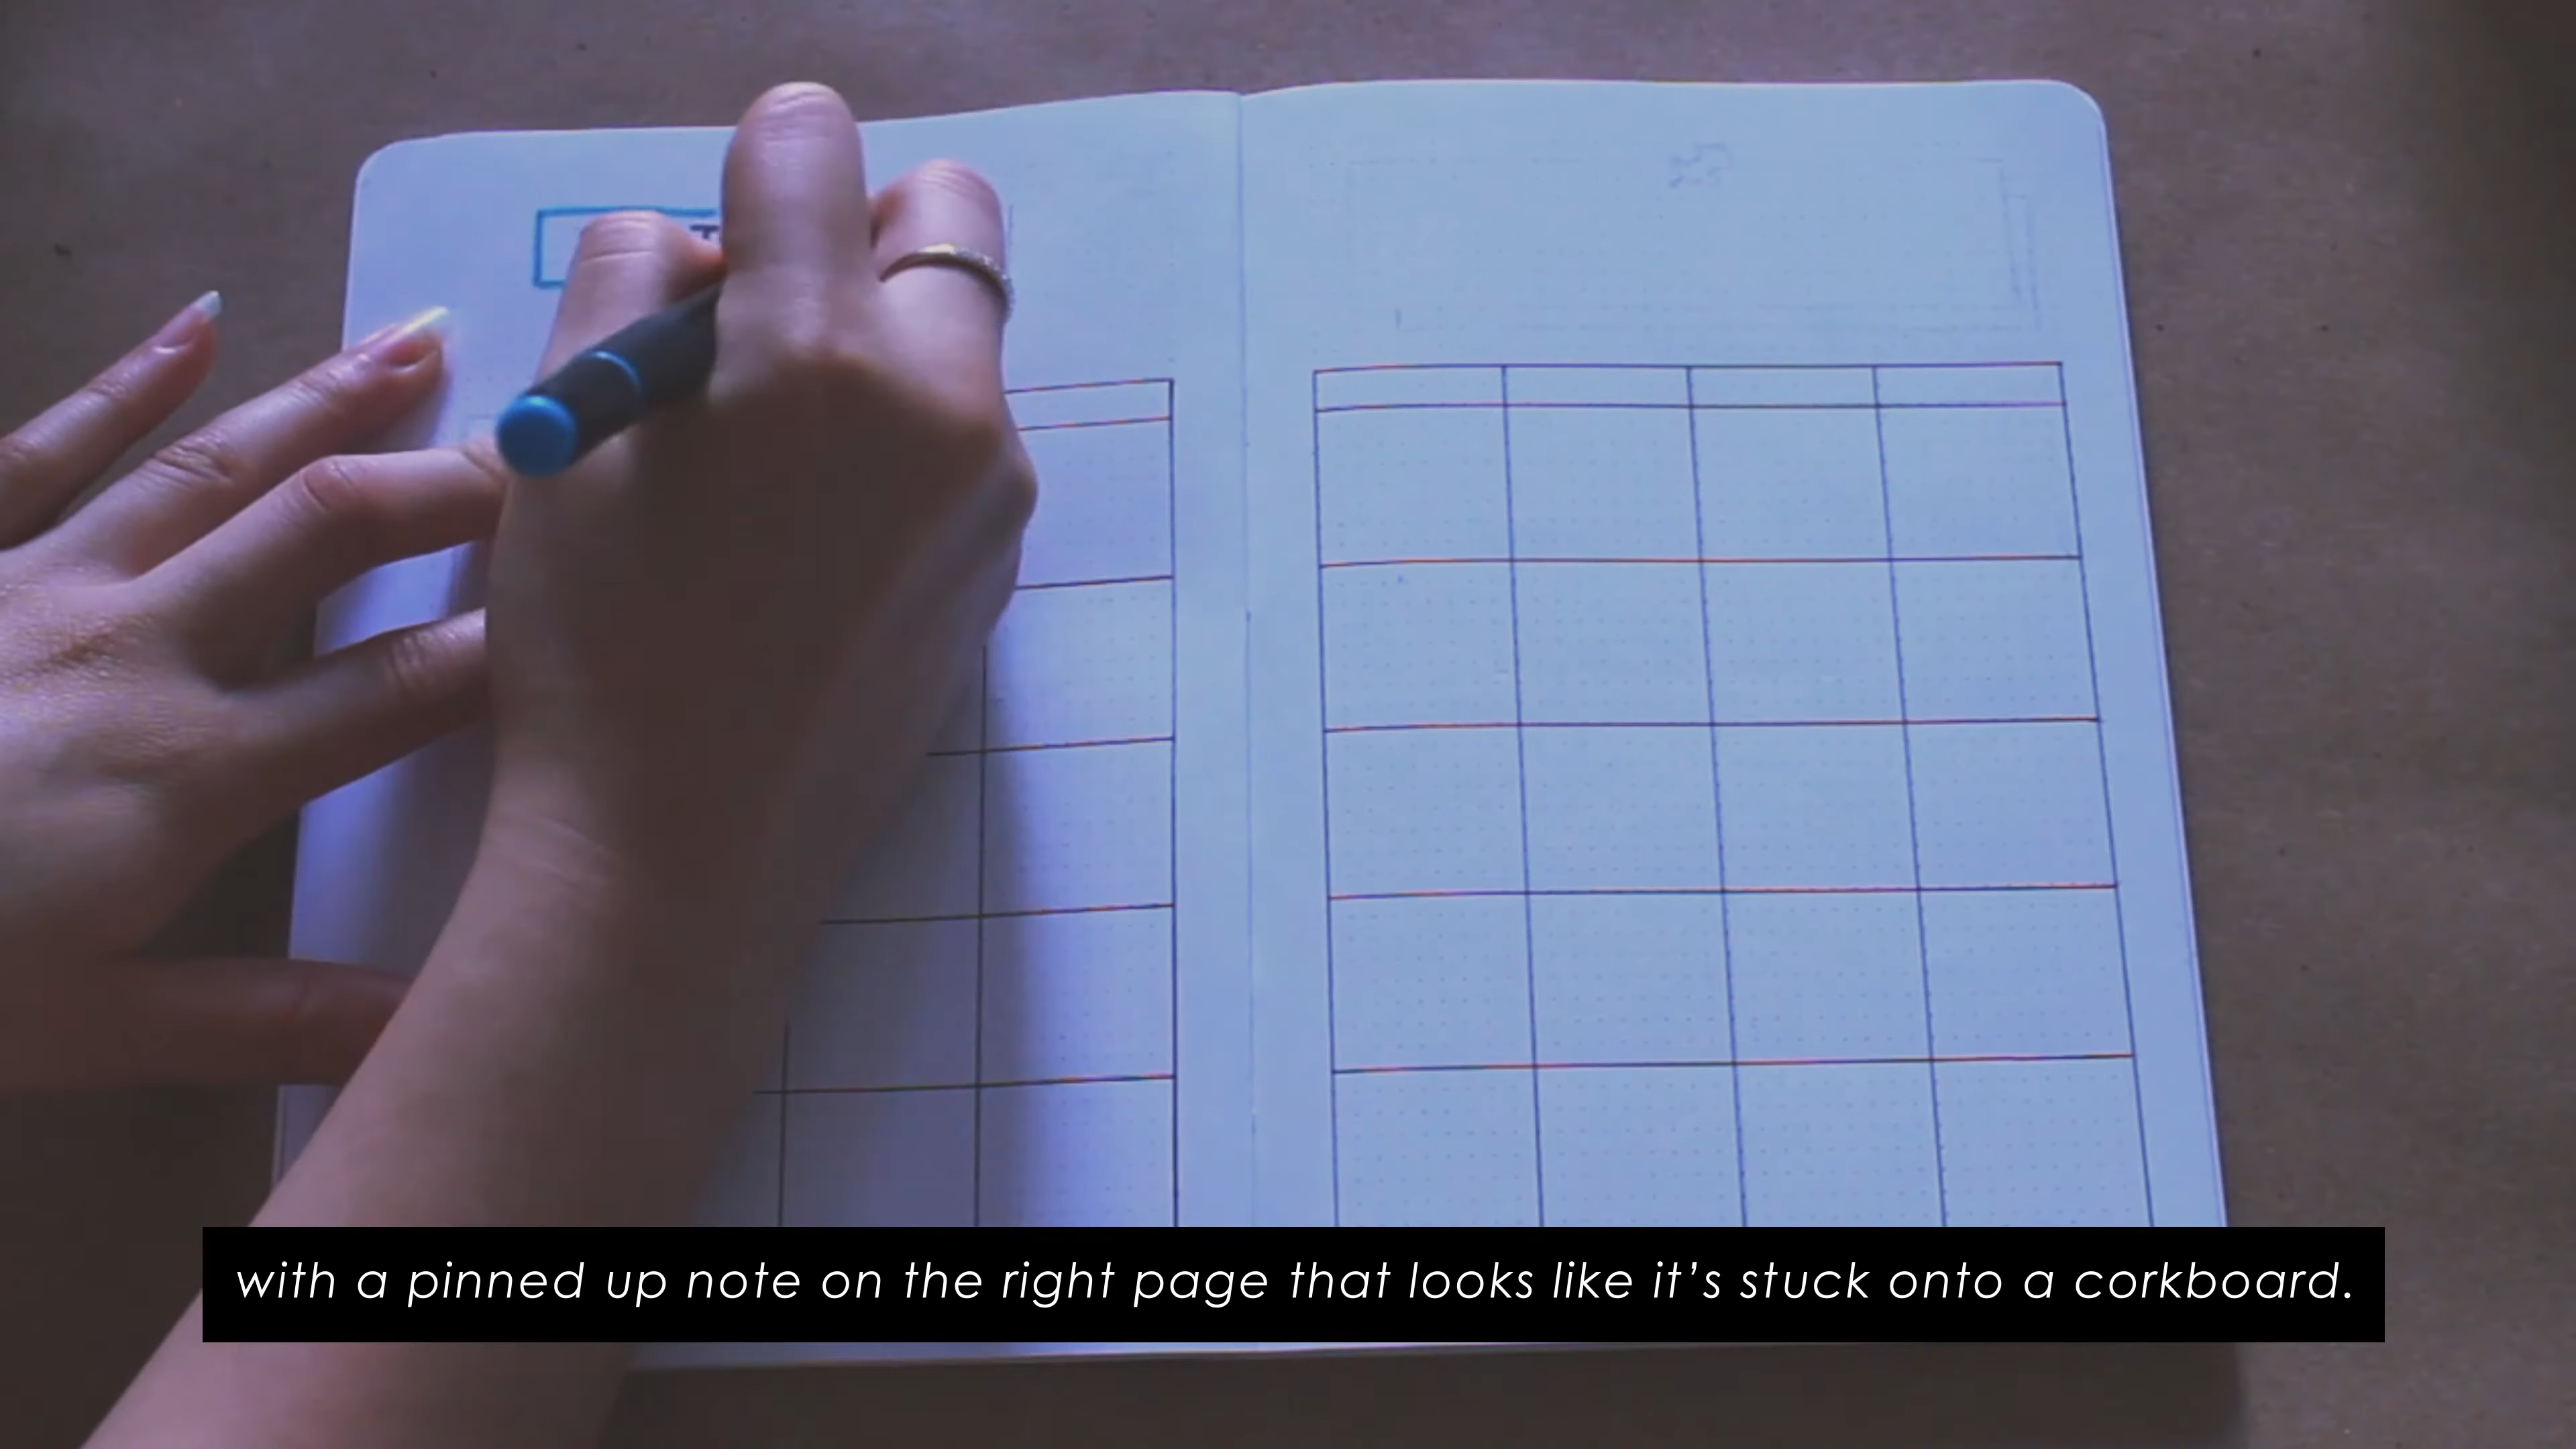 with a pinned up note on the right page that looks like it’s stuck onto a corkboard.